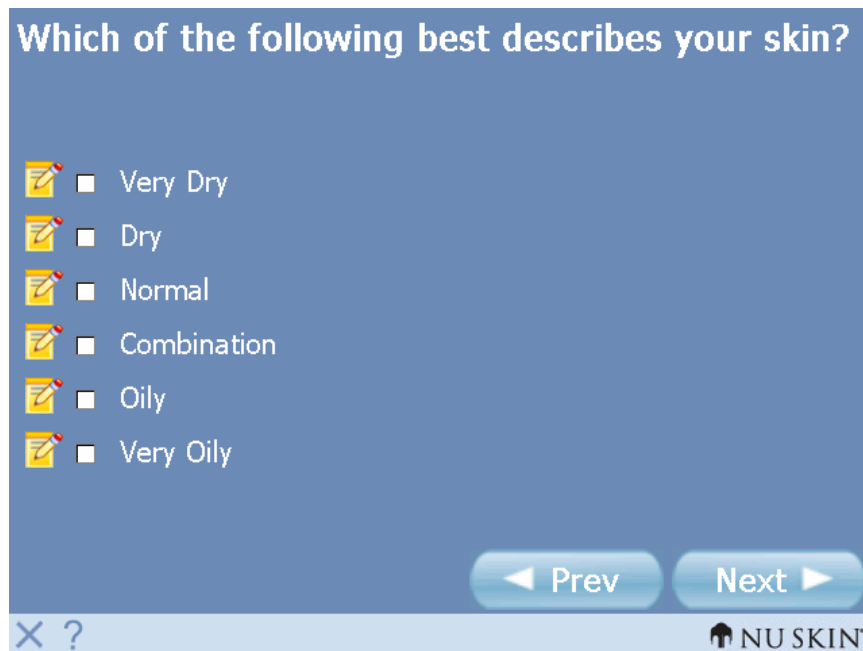 Which of the following best describes your skin?
Very Dry
Dry
Normal
Combination
Oily
Very Oily
Prev
Next
?
NU SKIN